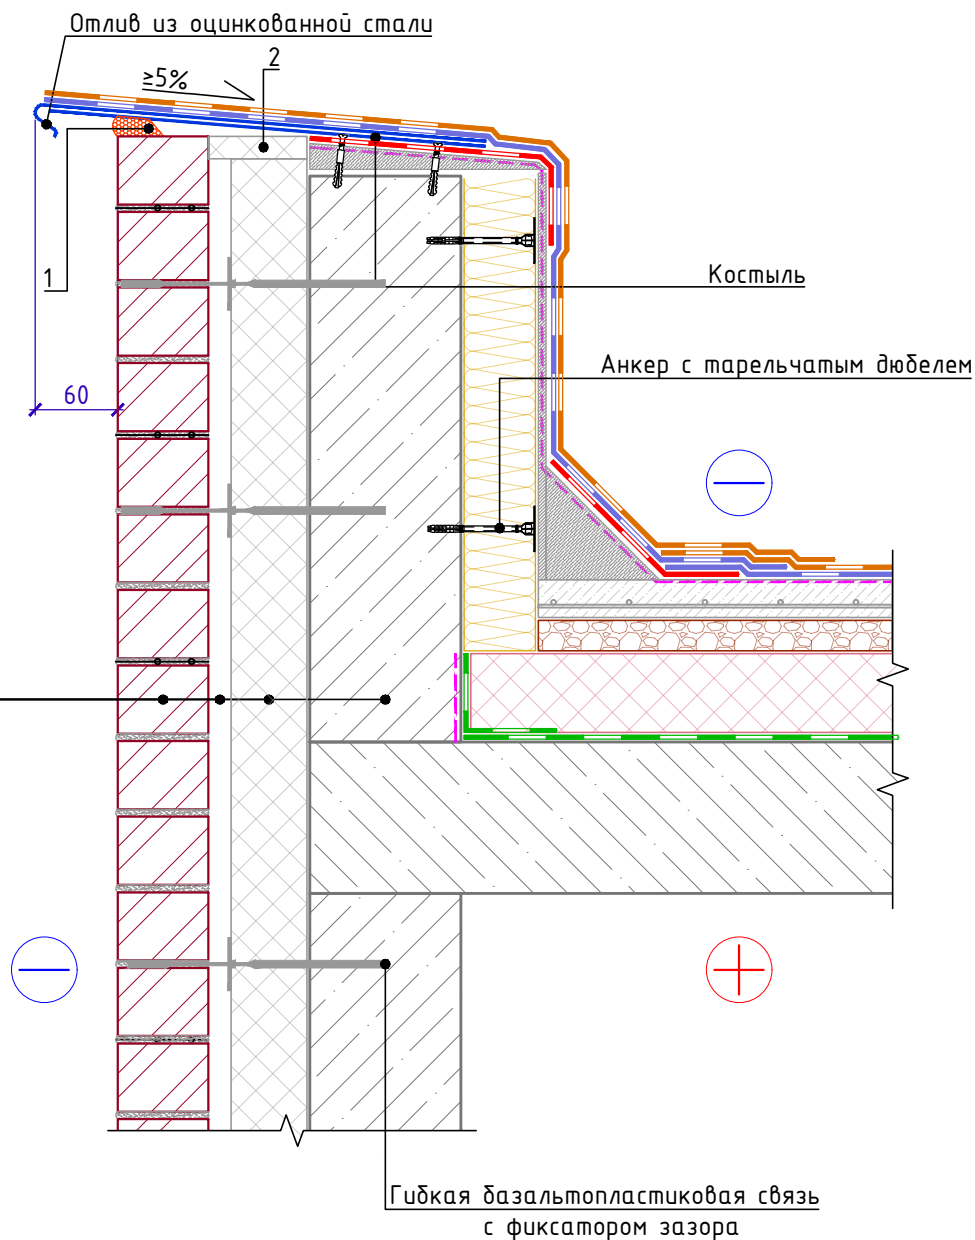 Отлив из оцинкованной стали
2
≥5%
1
Костыль
Анкер с тарельчатым дюбелем
60
Гибкая базальтопластиковая связь
с фиксатором зазора